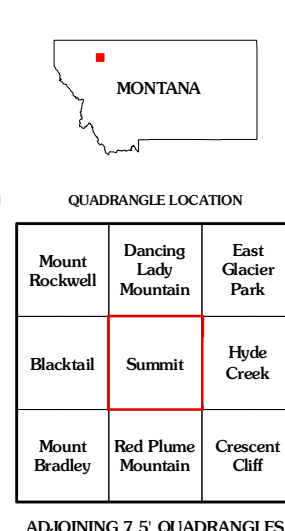 MONTANA
QUADRANGLE LOCATION
Mount
Rockwell
Dancing
Lady
Mountain
East
Glacier
Park
Blacktail
Summit
Hyde
Creek
Mount
Bradley
Red Plume
Mountain
Crescent
Cliff
ADJOINING 7.5' QUADRANGLES